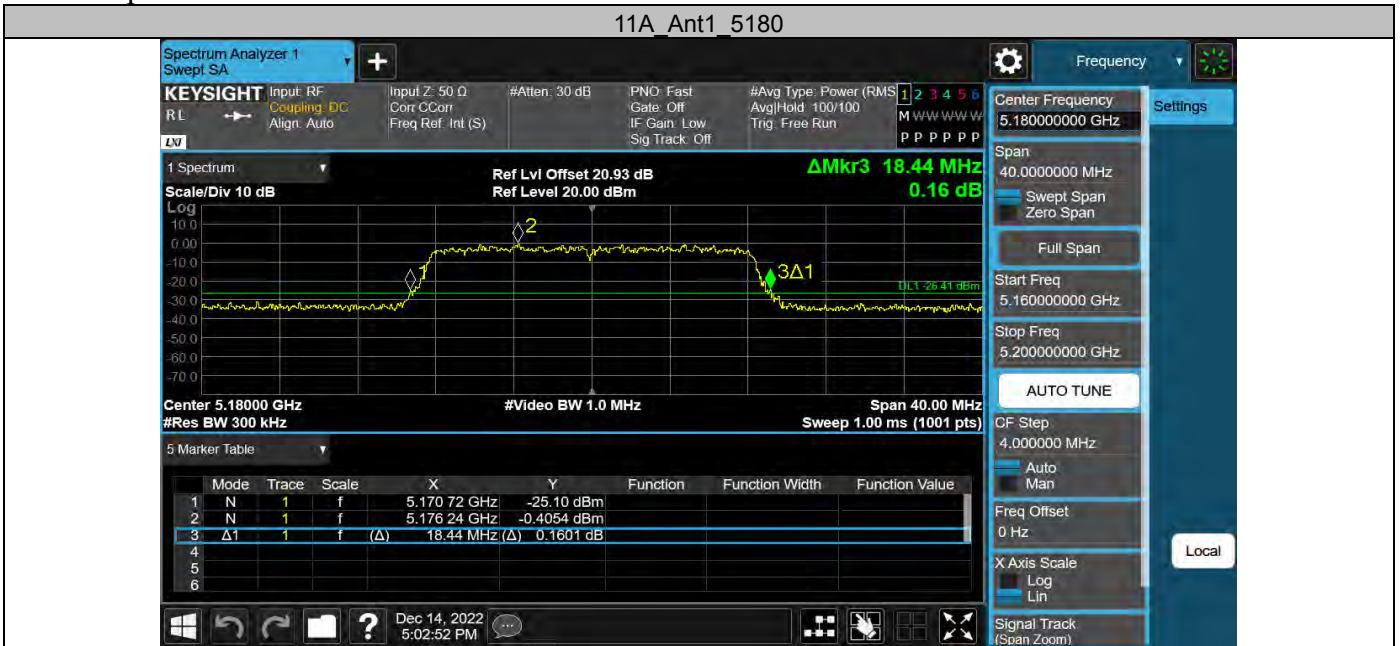 11A_Ant1_5180
Spectrum Analyzer 1
Swept SA
+
Frequency
KEYSIGHT
RL
LXI
Input: RF
Coupling: DC
Align: Auto
Input Z: 50 Ω
Corr CCorr
Freq Ref: Int (S)
#Atten: 30 dB
PNO: Fast
Gate: Off
IF Gain: Low
Sig Track: Off
#Avg Type: Power (RMS
Avg|Hold: 100/100
Trig: Free Run
1 2 3 4 5 6
M W W W W W
P P P P P P
1 Spectrum
Scale/Div 10 dB
Ref Lvl Offset 20.93 dB
Ref Level 20.00 dBm
ΔMkr3 18.44 MHz
0.16 dB
Log
10.0
0.00
-10.0
-20.0
-30.0
-40.0
-50.0
-60.0
-70.0
1
2
3Δ1
DL1 -26.41 dBm
Center 5.18000 GHz
#Video BW 1.0 MHz
Span 40.00 MHz
#Res BW 300 kHz
Sweep 1.00 ms (1001 pts)
5 Marker Table
Mode Trace Scale X Y Function Function Width Function Value
1 N 1 f 5.170 72 GHz -25.10 dBm
2 N 1 f 5.176 24 GHz -0.4054 dBm
3 Δ1 1 f (Δ) 18.44 MHz (Δ) 0.1601 dB
4
5
6
Center Frequency
5.180000000 GHz
Settings
Span
40.0000000 MHz
Swept Span
Zero Span
Full Span
Start Freq
5.160000000 GHz
Stop Freq
5.200000000 GHz
AUTO TUNE
CF Step
4.000000 MHz
Auto
Man
Freq Offset
0 Hz
X Axis Scale
Log
Lin
Signal Track
(Span Zoom)
Local
?
Dec 14, 2022
5:02:52 PM